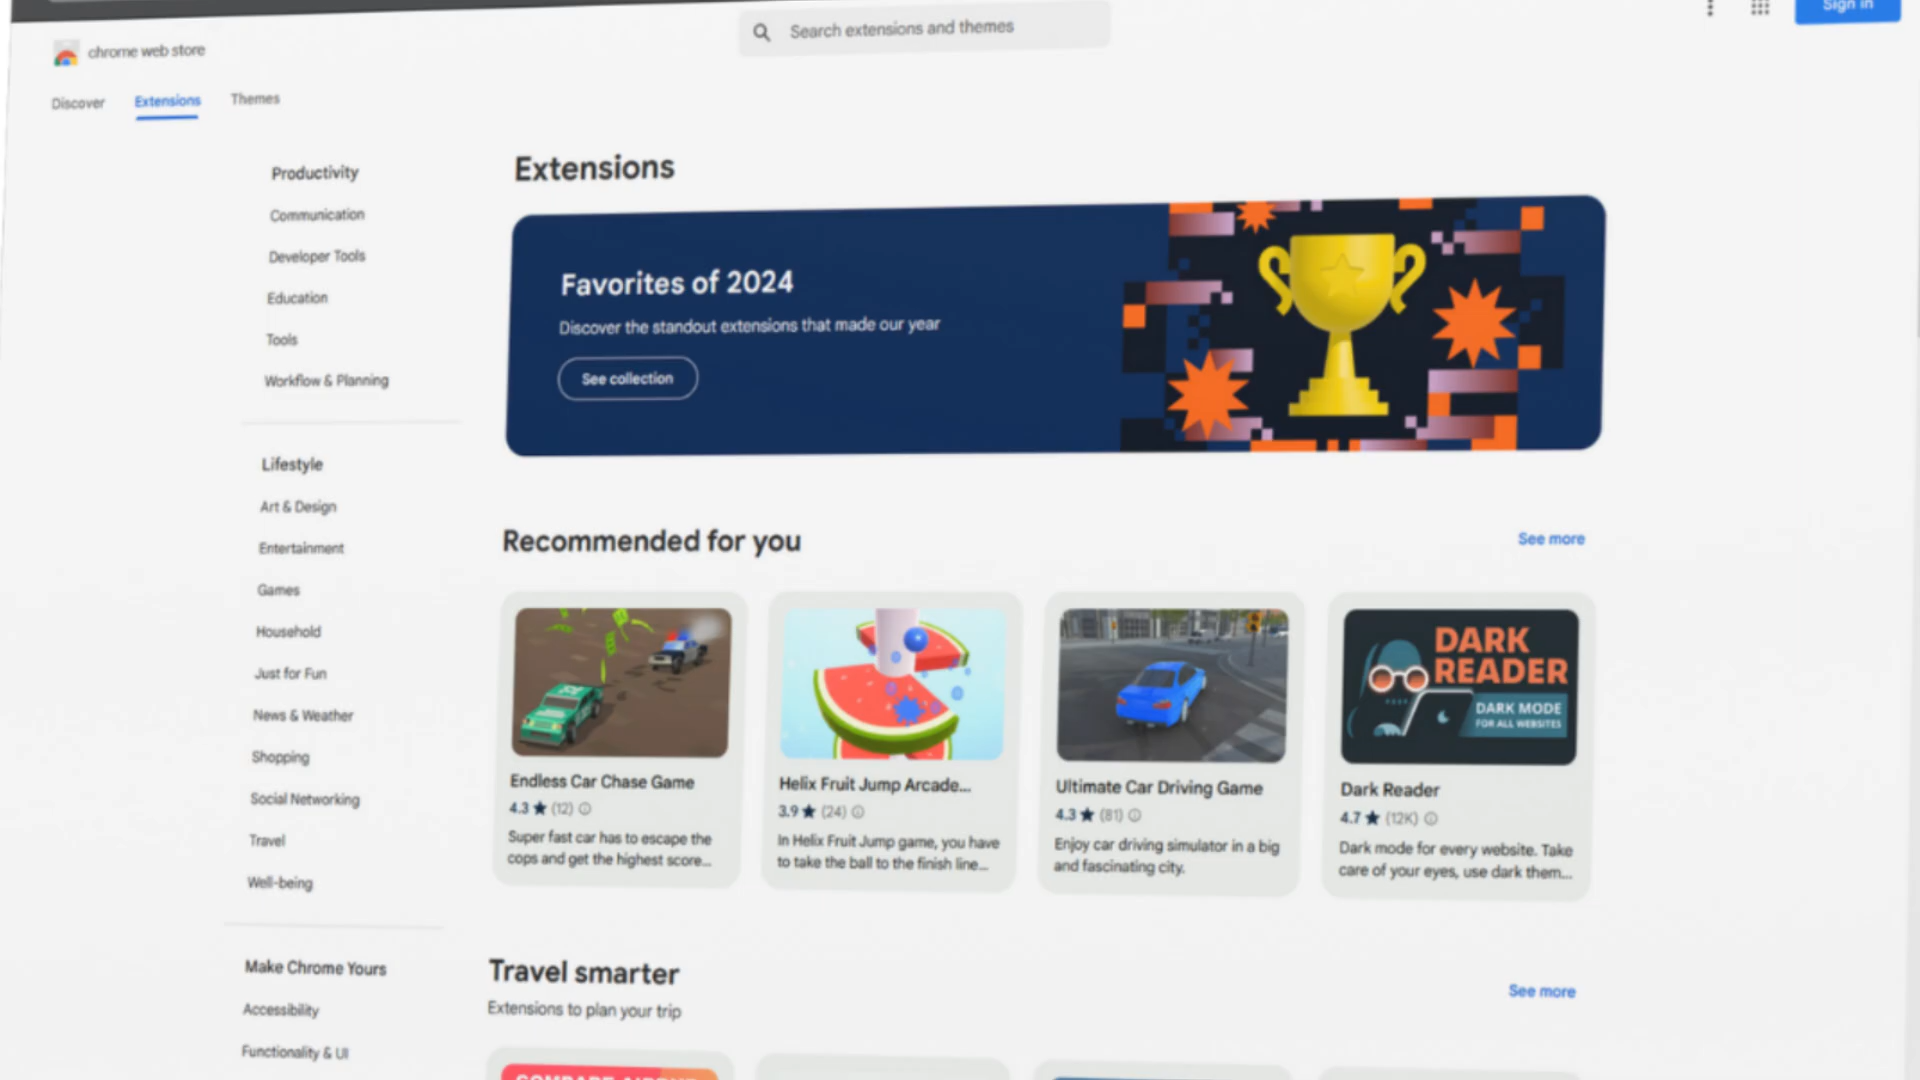 Sign in
chrome web store
Search extensions and themes
Discover
Extensions
Themes
Productivity
Communication
Developer Tools
Education
Tools
Workflow & Planning
Lifestyle
Art & Design
Entertainment
Games
Household
Just for Fun
News & Weather
Shopping
Social Networking
Travel
Well-being
Make Chrome Yours
Accessibility
Functionality & UI
Extensions
Favorites of 2024
Discover the standout extensions that made our year
See collection
Recommended for you
See more
Endless Car Chase Game
4.3 ★ (12)
Super fast car has to escape the
cops and get the highest score...
Helix Fruit Jump Arcade...
3.9 ★ (24)
In Helix Fruit Jump game, you have
to take the ball to the finish line...
Ultimate Car Driving Game
4.3 ★ (81)
Enjoy car driving simulator in a big
and fascinating city.
DARK
READER
DARK MODE
FOR ALL WEBSITES
Dark Reader
4.7 ★ (12K)
Dark mode for every website. Take
care of your eyes, use dark them...
Travel smarter
See more
Extensions to plan your trip